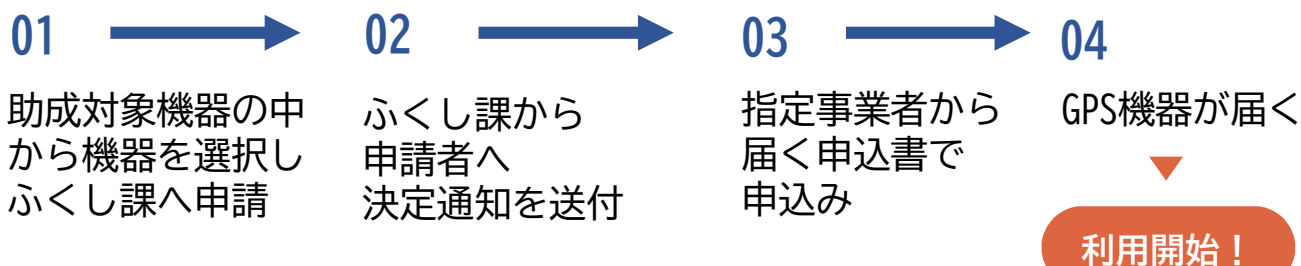 01
助成対象機器の中
から機器を選択し
ふくし課へ申請
02
ふくし課から
申請者へ
決定通知を送付
03
指定事業者から
届く申込書で
申込み
04
GPS機器が届く
利用開始！